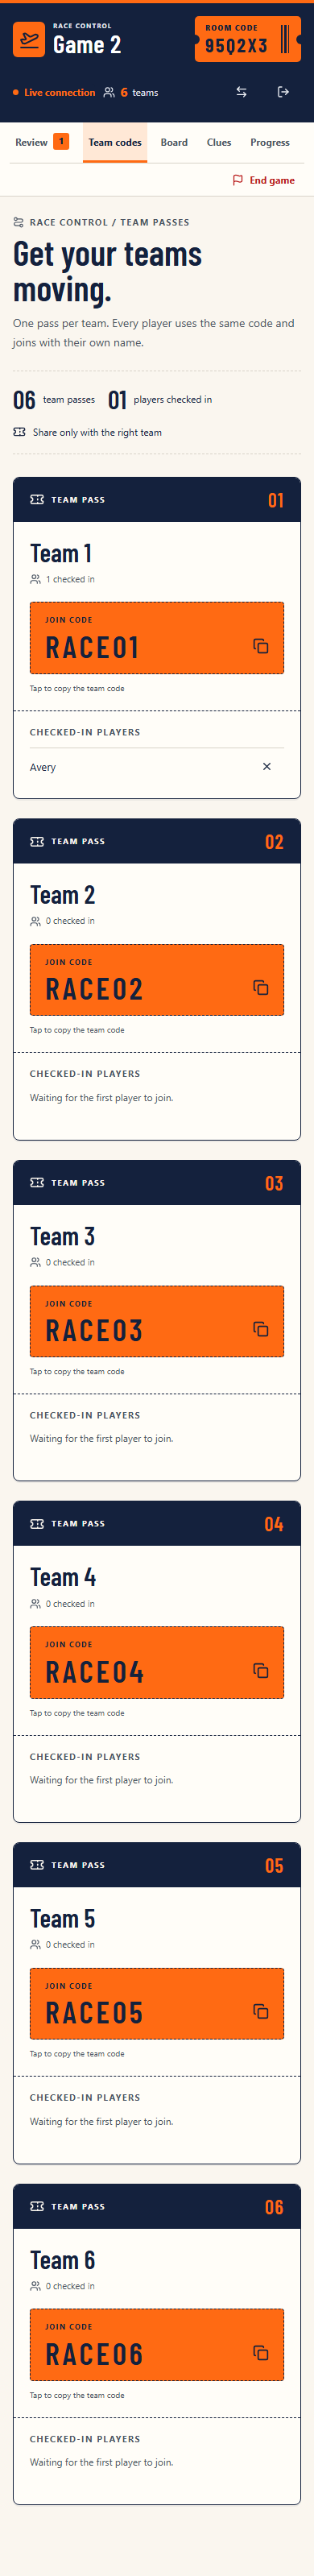 RACE CONTROL
Game 2
ROOM CODE
95Q2X3
Live connection 6 teams
Review 1 Team codes Board Clues Progress
End game
RACE CONTROL / TEAM PASSES
Get your teams
moving.
One pass per team. Every player uses the same code and
joins with their own name.
06 team passes 01 players checked in
Share only with the right team
TEAM PASS 01
Team 1
1 checked in
JOIN CODE
RACE01
Tap to copy the team code
CHECKED-IN PLAYERS
Avery
TEAM PASS 02
Team 2
0 checked in
JOIN CODE
RACE02
Tap to copy the team code
CHECKED-IN PLAYERS
Waiting for the first player to join.
TEAM PASS 03
Team 3
0 checked in
JOIN CODE
RACE03
Tap to copy the team code
CHECKED-IN PLAYERS
Waiting for the first player to join.
TEAM PASS 04
Team 4
0 checked in
JOIN CODE
RACE04
Tap to copy the team code
CHECKED-IN PLAYERS
Waiting for the first player to join.
TEAM PASS 05
Team 5
0 checked in
JOIN CODE
RACE05
Tap to copy the team code
CHECKED-IN PLAYERS
Waiting for the first player to join.
TEAM PASS 06
Team 6
0 checked in
JOIN CODE
RACE06
Tap to copy the team code
CHECKED-IN PLAYERS
Waiting for the first player to join.